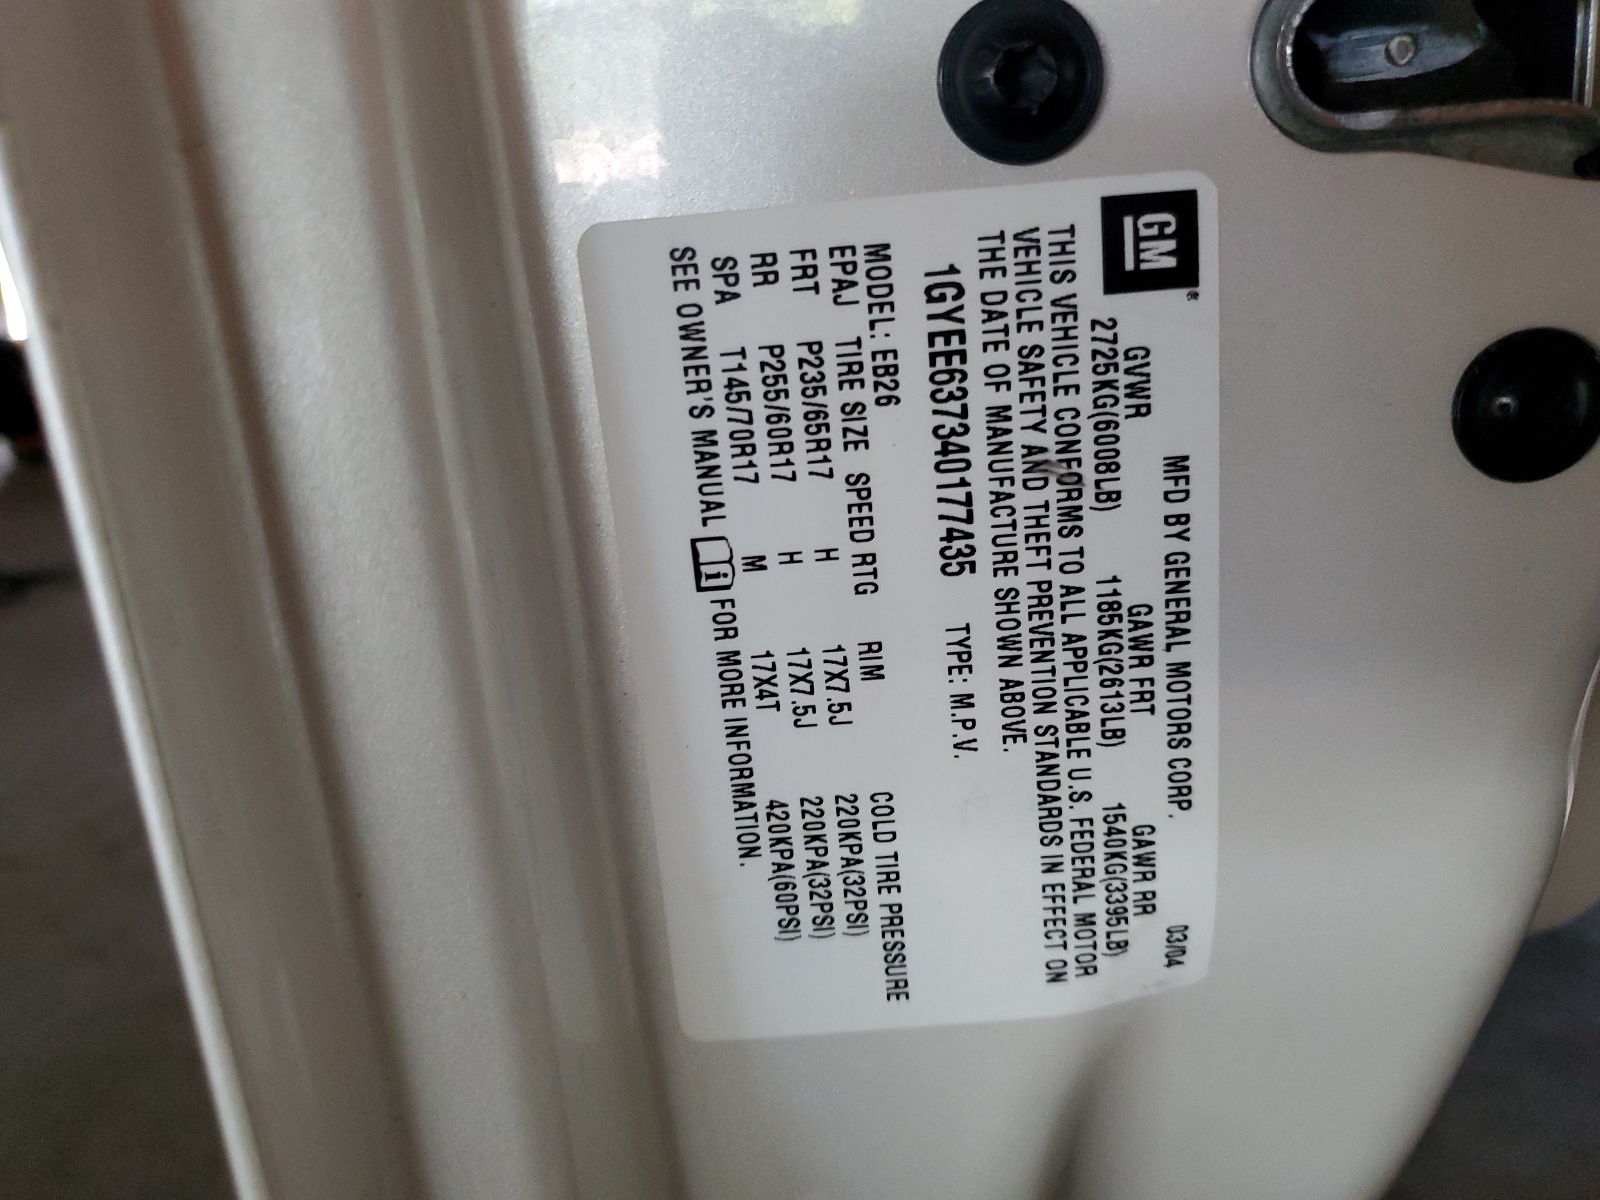 GM®
MFD BY GENERAL MOTORS CORP. 03/04
GVWR GAWR FRT GAWR RR
2725KG(6008LB) 1185KG(2613LB) 1540KG(3395LB)
THIS VEHICLE CONFORMS TO ALL APPLICABLE U.S. FEDERAL MOTOR
VEHICLE SAFETY AND THEFT PREVENTION STANDARDS IN EFFECT ON
THE DATE OF MANUFACTURE SHOWN ABOVE.
1GYEE637340177435 TYPE: M.P.V.
MODEL: EB26
EPAJ TIRE SIZE SPEED RTG RIM COLD TIRE PRESSURE
FRT P235/65R17 H 17X7.5J 220KPA(32PSI)
RR P255/60R17 H 17X7.5J 220KPA(32PSI)
SPA T145/70R17 M 17X4T 420KPA(60PSI)
SEE OWNER'S MANUAL i FOR MORE INFORMATION.